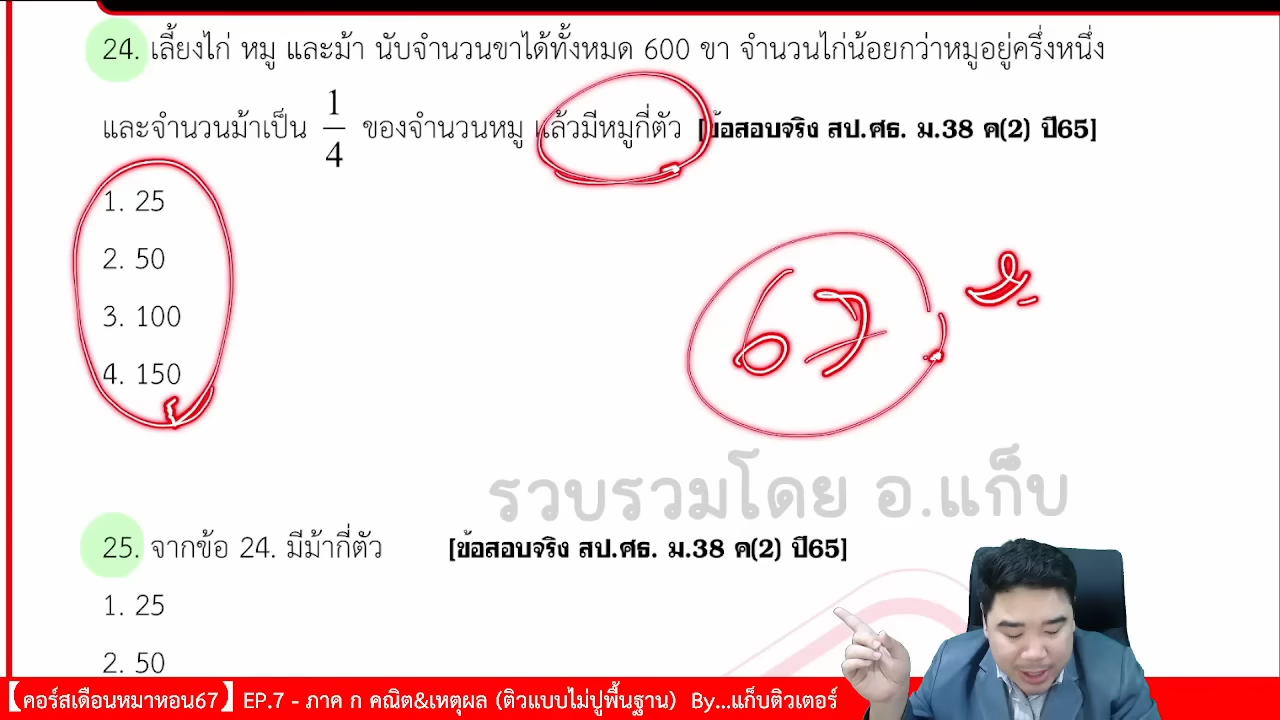 24. เลี้ยงไก่ หมู และม้า นับจำนวนขาได้ทั้งหมด 600 ขา จำนวนไก่น้อยกว่าหมูอยู่ครึ่งหนึ่ง
และจำนวนม้าเป็น 1/4 ของจำนวนหมู แล้วมีหมูกี่ตัว [ข้อสอบจริง สป.ศธ. ม.38 ค(2) ปี65]
1. 25
2. 50
3. 100
4. 150
67
รวบรวมโดย อ.แก็บ
25. จากข้อ 24. มีม้ากี่ตัว [ข้อสอบจริง สป.ศธ. ม.38 ค(2) ปี65]
1. 25
2. 50
【คอร์สเดือนหมาหอน67】 EP.7 - ภาค ก คณิต&เหตุผล (ติวแบบไม่ปูพื้นฐาน) By...แก็บติวเตอร์